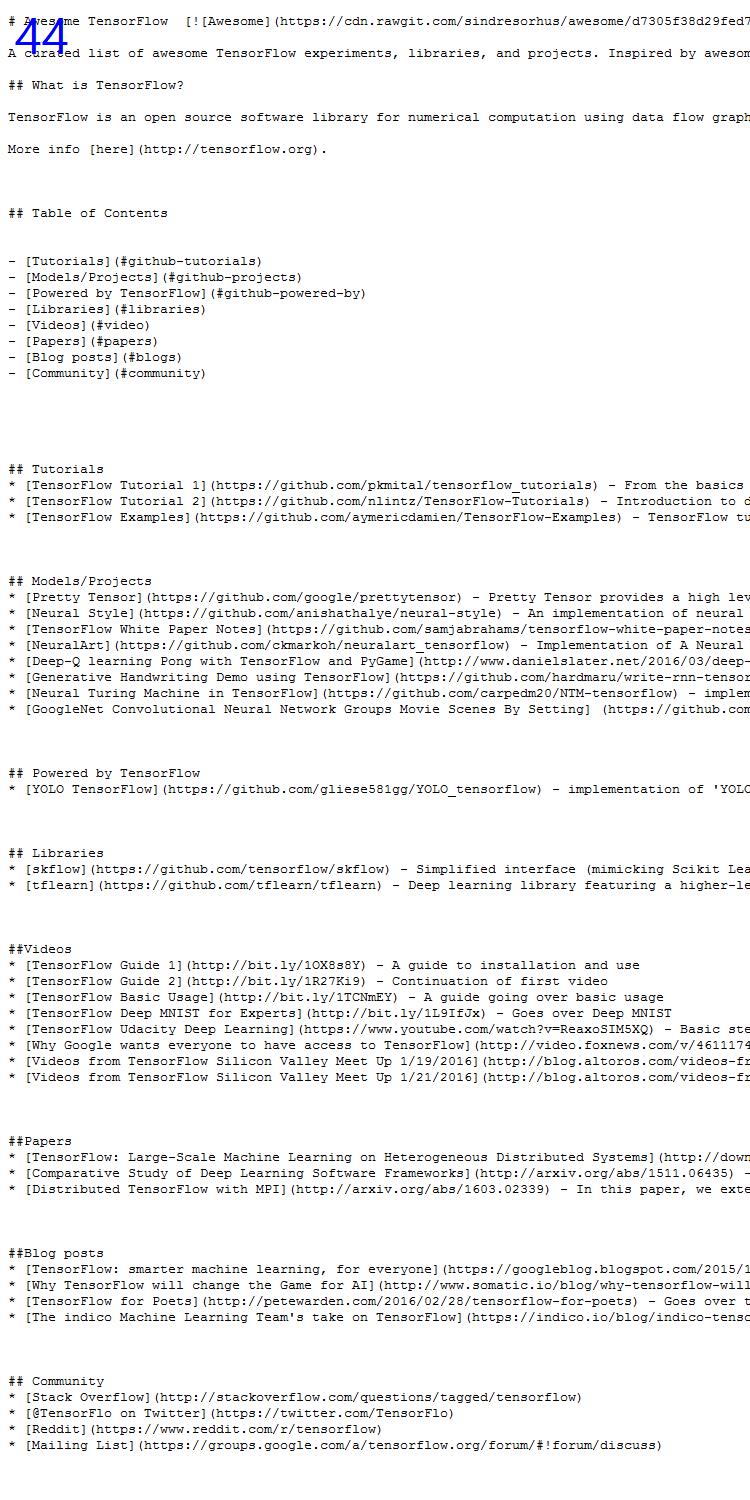 44
# Awesome TensorFlow  [![Awesome](https://cdn.rawgit.com/sindresorhus/awesome/d7305f38d29fed7
A curated list of awesome TensorFlow experiments, libraries, and projects. Inspired by awesom
## What is TensorFlow?
TensorFlow is an open source software library for numerical computation using data flow graph
More info [here](http://tensorflow.org).
## Table of Contents
- [Tutorials](#github-tutorials)
- [Models/Projects](#github-projects)
- [Powered by TensorFlow](#github-powered-by)
- [Libraries](#libraries)
- [Videos](#video)
- [Papers](#papers)
- [Blog posts](#blogs)
- [Community](#community)
## Tutorials
* [TensorFlow Tutorial 1](https://github.com/pkmital/tensorflow_tutorials) - From the basics
* [TensorFlow Tutorial 2](https://github.com/nlintz/TensorFlow-Tutorials) - Introduction to d
* [TensorFlow Examples](https://github.com/aymericdamien/TensorFlow-Examples) - TensorFlow tu
## Models/Projects
* [Pretty Tensor](https://github.com/google/prettytensor) - Pretty Tensor provides a high lev
* [Neural Style](https://github.com/anishathalye/neural-style) - An implementation of neural
* [TensorFlow White Paper Notes](https://github.com/samjabrahams/tensorflow-white-paper-notes
* [NeuralArt](https://github.com/ckmarkoh/neuralart_tensorflow) - Implementation of A Neural
* [Deep-Q learning Pong with TensorFlow and PyGame](http://www.danielslater.net/2016/03/deep-
* [Generative Handwriting Demo using TensorFlow](https://github.com/hardmaru/write-rnn-tensor
* [Neural Turing Machine in TensorFlow](https://github.com/carpedm20/NTM-tensorflow) - implem
* [GoogleNet Convolutional Neural Network Groups Movie Scenes By Setting] (https://github.com
## Powered by TensorFlow
* [YOLO TensorFlow](https://github.com/gliese581gg/YOLO_tensorflow) - implementation of 'YOLO
## Libraries
* [skflow](https://github.com/tensorflow/skflow) - Simplified interface (mimicking Scikit Lea
* [tflearn](https://github.com/tflearn/tflearn) - Deep learning library featuring a higher-le
##Videos
* [TensorFlow Guide 1](http://bit.ly/1OX8s8Y) - A guide to installation and use
* [TensorFlow Guide 2](http://bit.ly/1R27Ki9) - Continuation of first video
* [TensorFlow Basic Usage](http://bit.ly/1TCNmEY) - A guide going over basic usage
* [TensorFlow Deep MNIST for Experts](http://bit.ly/1L9IfJx) - Goes over Deep MNIST
* [TensorFlow Udacity Deep Learning](https://www.youtube.com/watch?v=ReaxoSIM5XQ) - Basic ste
* [Why Google wants everyone to have access to TensorFlow](http://video.foxnews.com/v/4611174
* [Videos from TensorFlow Silicon Valley Meet Up 1/19/2016](http://blog.altoros.com/videos-fr
* [Videos from TensorFlow Silicon Valley Meet Up 1/21/2016](http://blog.altoros.com/videos-fr
##Papers
* [TensorFlow: Large-Scale Machine Learning on Heterogeneous Distributed Systems](http://down
* [Comparative Study of Deep Learning Software Frameworks](http://arxiv.org/abs/1511.06435) -
* [Distributed TensorFlow with MPI](http://arxiv.org/abs/1603.02339) - In this paper, we exte
##Blog posts
* [TensorFlow: smarter machine learning, for everyone](https://googleblog.blogspot.com/2015/1
* [Why TensorFlow will change the Game for AI](http://www.somatic.io/blog/why-tensorflow-will
* [TensorFlow for Poets](http://petewarden.com/2016/02/28/tensorflow-for-poets) - Goes over t
* [The indico Machine Learning Team's take on TensorFlow](https://indico.io/blog/indico-tenso
## Community
* [Stack Overflow](http://stackoverflow.com/questions/tagged/tensorflow)
* [@TensorFlo on Twitter](https://twitter.com/TensorFlo)
* [Reddit](https://www.reddit.com/r/tensorflow)
* [Mailing List](https://groups.google.com/a/tensorflow.org/forum/#!forum/discuss)